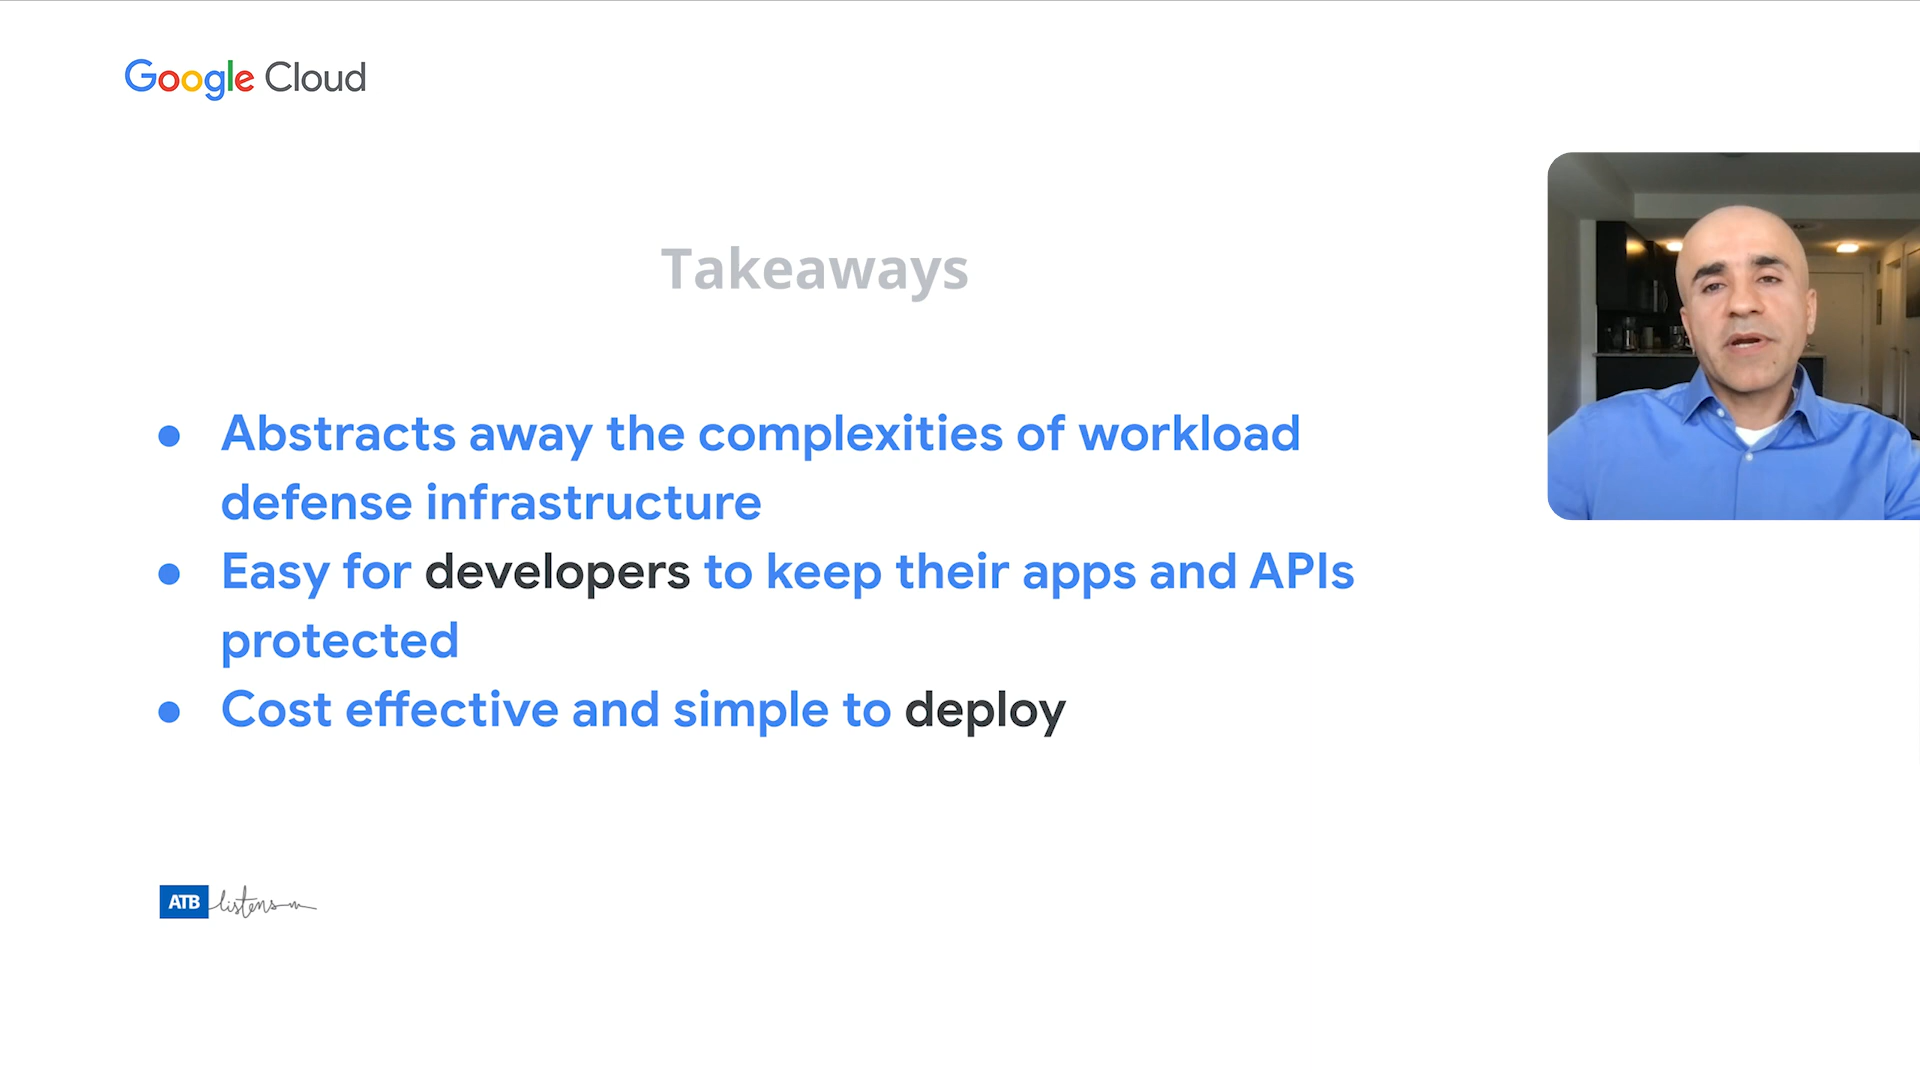 Google Cloud
Takeaways
● Abstracts away the complexities of workload
defense infrastructure
● Easy for developers to keep their apps and APIs
protected
● Cost effective and simple to deploy
ATB listens